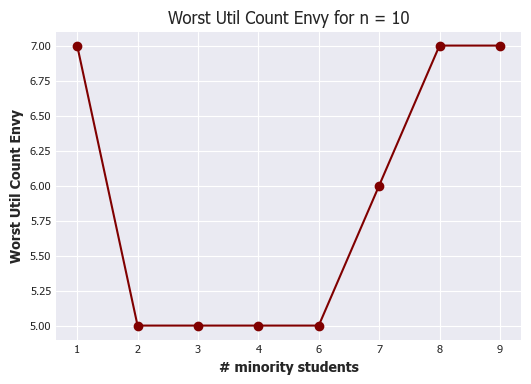 Worst Util Count Envy for n = 10
7.00
6.75
6.50
6.25
6.00
5.75
5.50
5.25
5.00
Worst Util Count Envy
1 2 3 4 6 7 8 9
# minority students